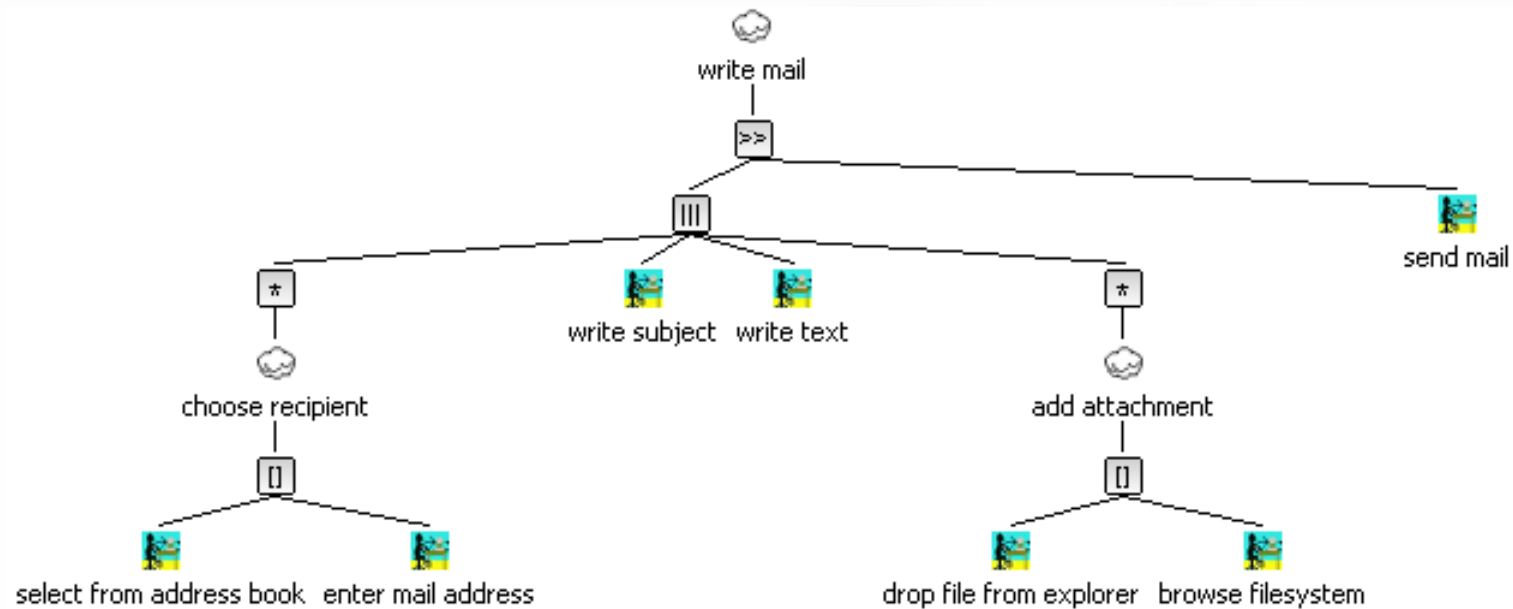 write mail
>>
|||
send mail
*
write subject
write text
*
choose recipient
add attachment
[]
[]
select from address book
enter mail address
drop file from explorer
browse filesystem